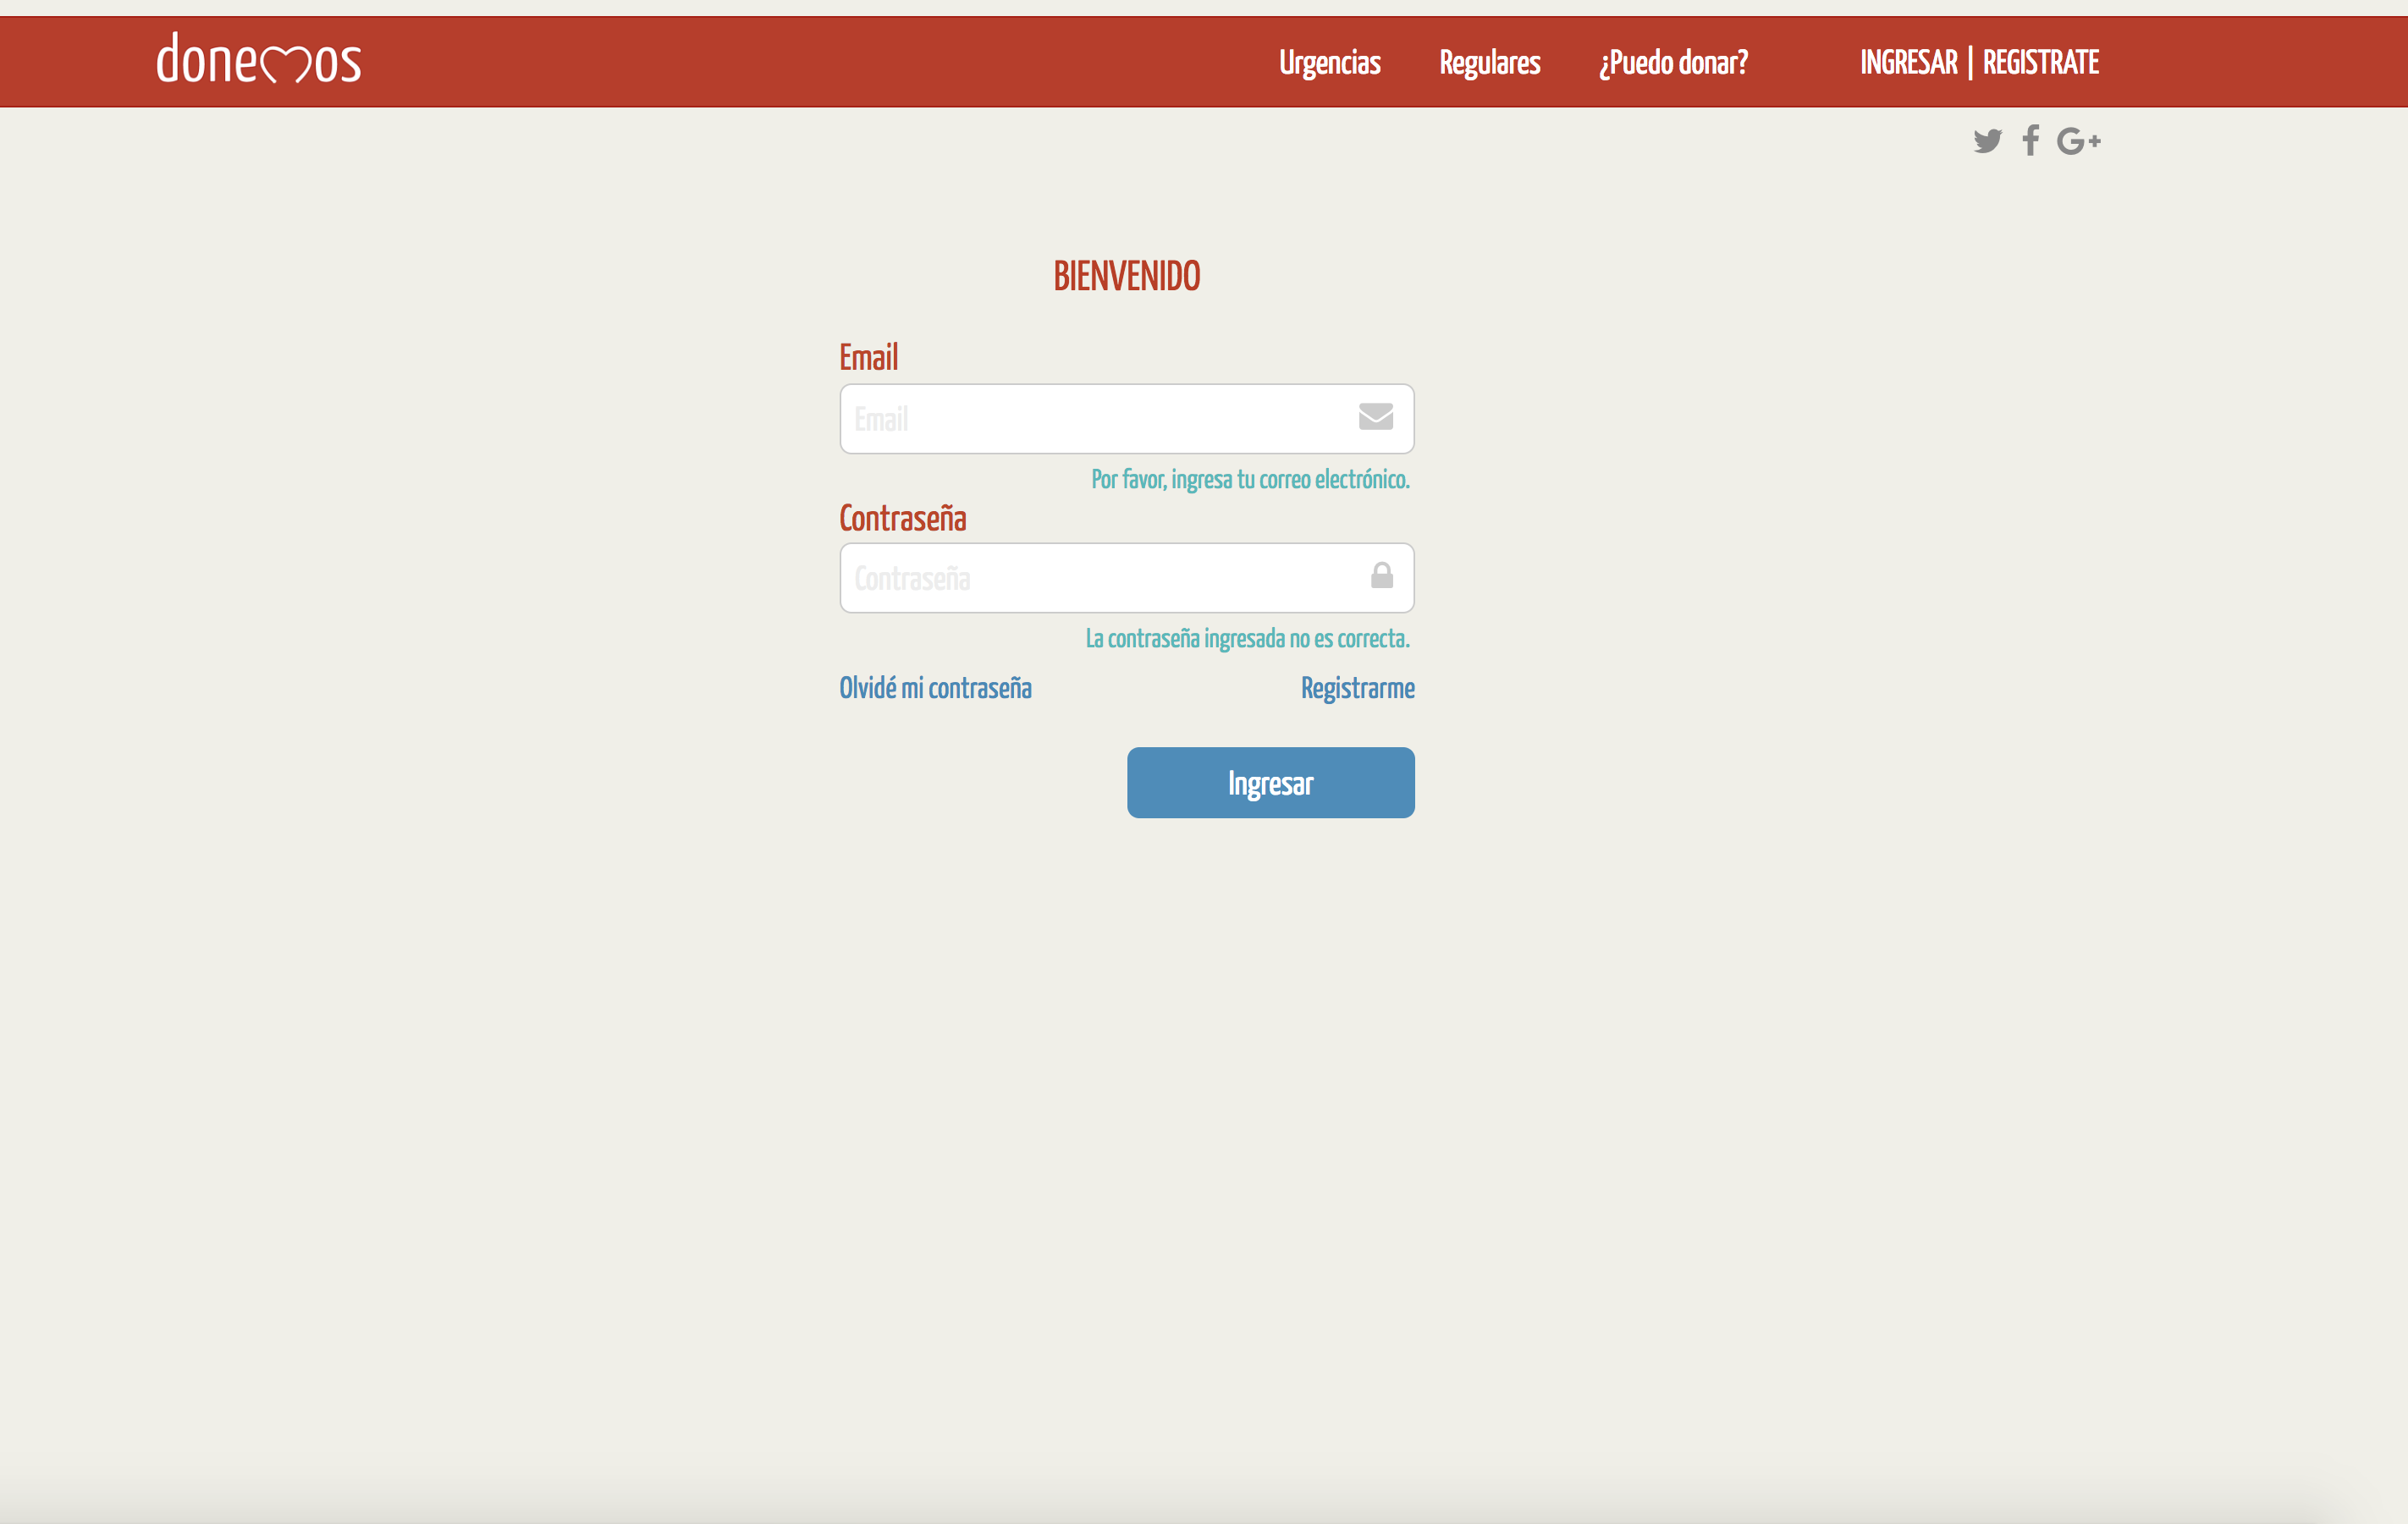 donemos
Urgencias Regulares ¿Puedo donar? INGRESAR | REGISTRATE
BIENVENIDO
Email
Email
Por favor, ingresa tu correo electrónico.
Contraseña
Contraseña
La contraseña ingresada no es correcta.
Olvidé mi contraseña Registrarme
Ingresar